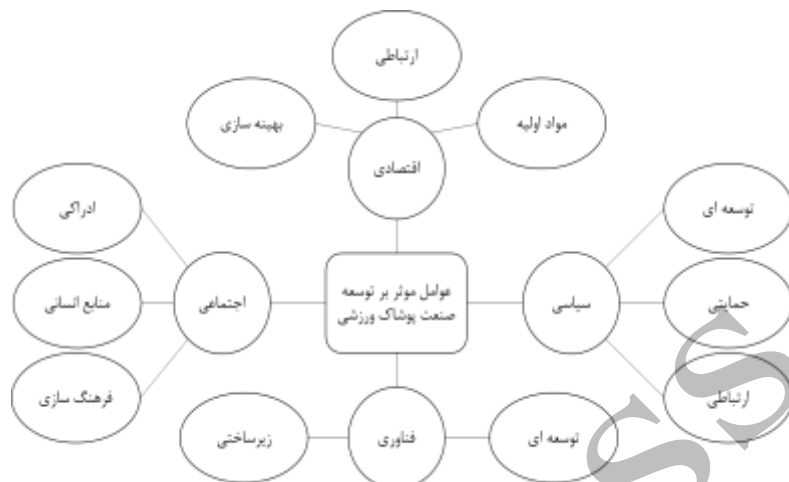 ارتباطی
مواد اولیه
بهینه سازی
اقتصادی
توسعه ای
ادراکی
عوامل موثر بر توسعه
صنعت پوشاک ورزشی
سیاسی
حمایتی
اجتماعی
منابع انسانی
ارتباطی
فرهنگ سازی
توسعه ای
فناوری
زیرساختی
SS